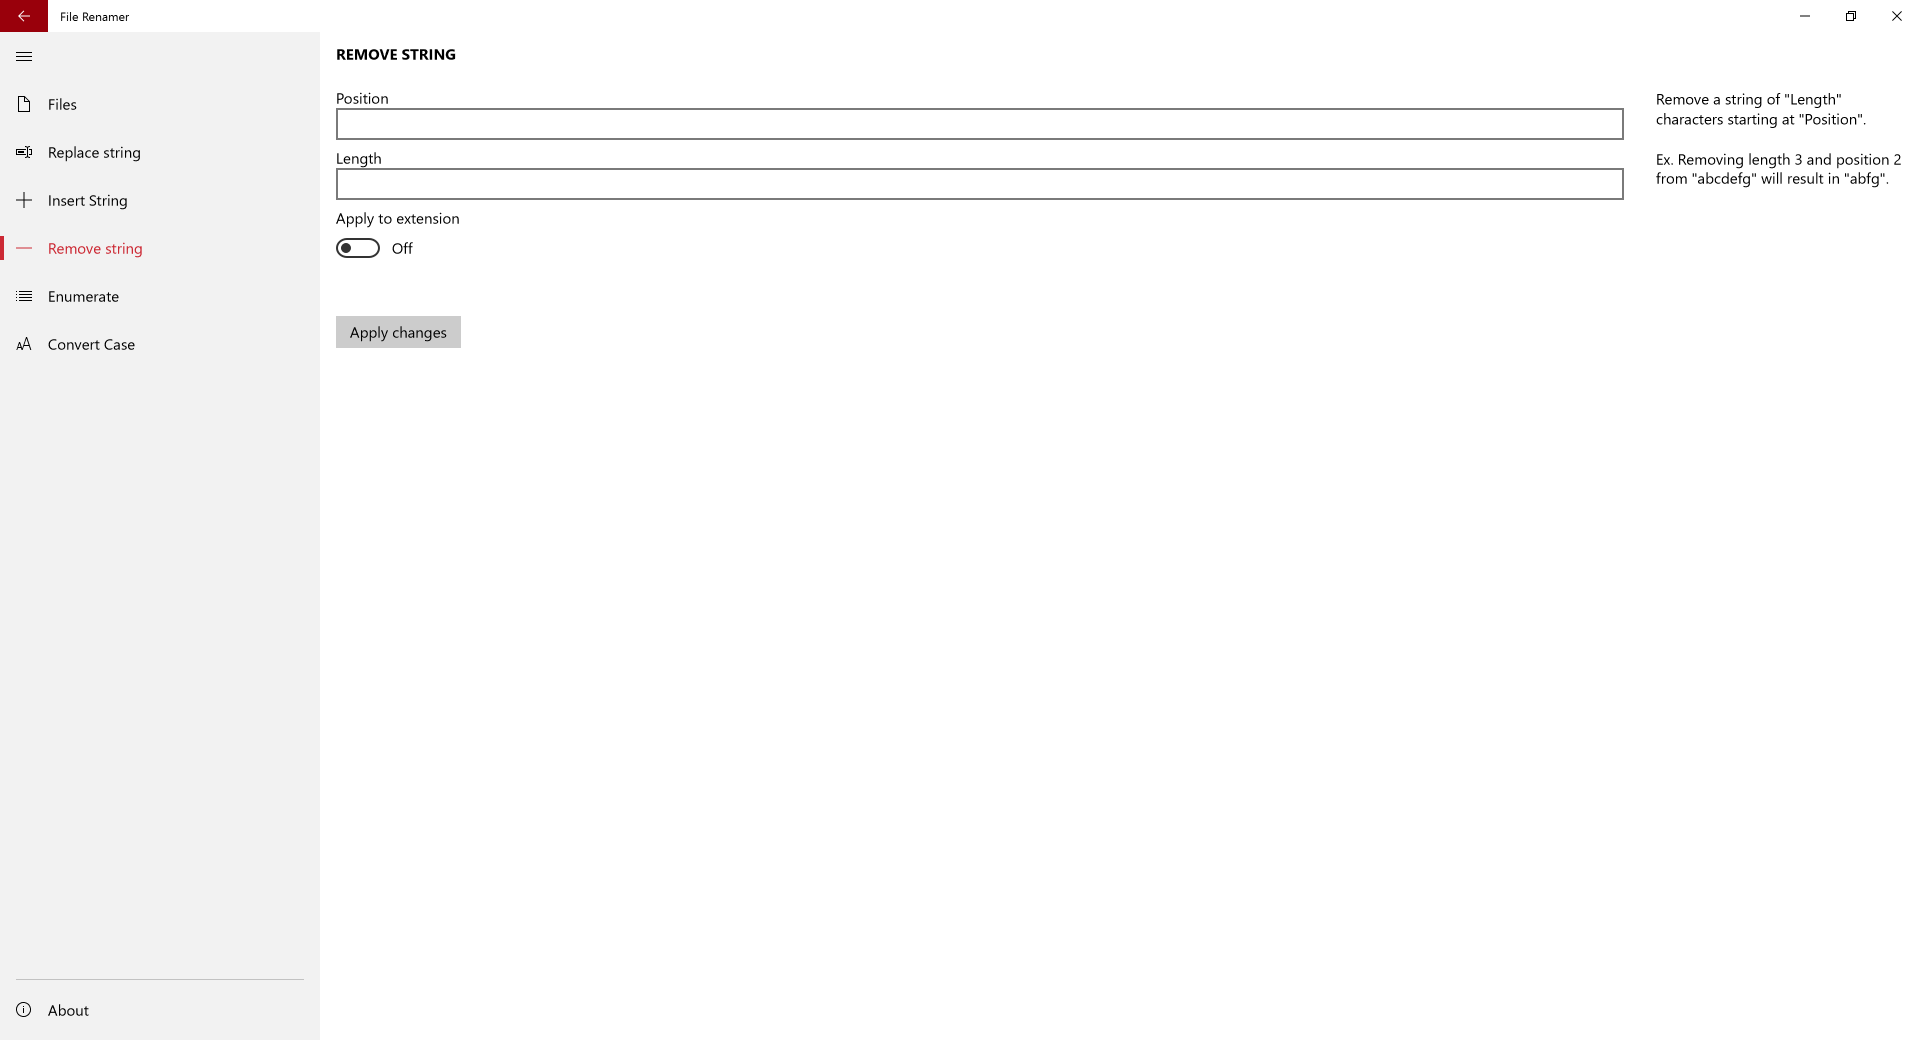 File Renamer
Files
Replace string
Insert String
Remove string
Enumerate
AA Convert Case
About
REMOVE STRING
Position
Length
Apply to extension
Off
Apply changes
Remove a string of "Length"
characters starting at "Position".
Ex. Removing length 3 and position 2
from "abcdefg" will result in "abfg".